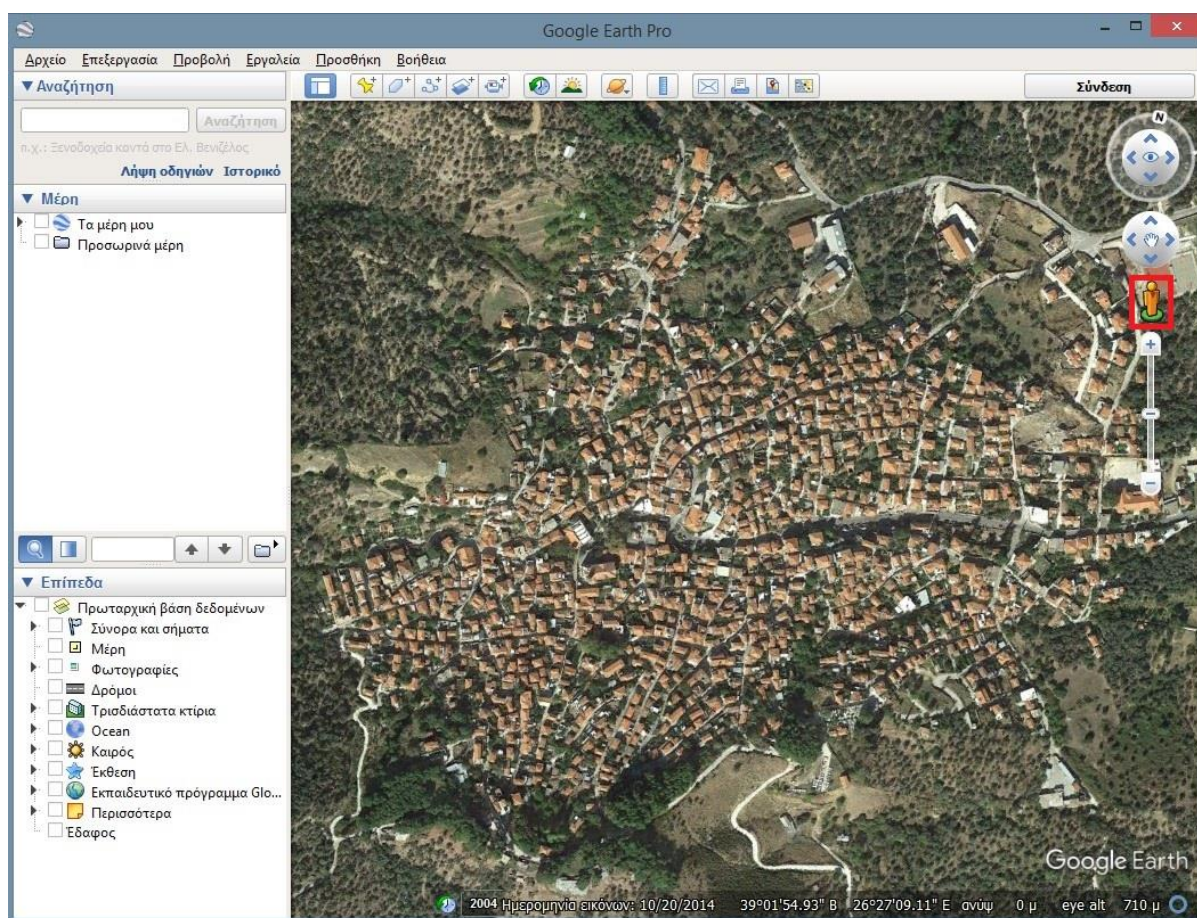 Google Earth Pro
Αρχείο Επεξεργασία Προβολή Εργαλεία Προσθήκη Βοήθεια
Αναζήτηση
Σύνδεση
Αναζήτηση
π.χ.: Ξενοδοχεία κοντά στο Ελ. Βενιζέλος
Λήψη οδηγιών Ιστορικό
Μέρη
Τα μέρη μου
Προσωρινά μέρη
N
Επίπεδα
Πρωταρχική βάση δεδομένων
Σύνορα και σήματα
Μέρη
Φωτογραφίες
Δρόμοι
Τρισδιάστατα κτίρια
Ocean
Καιρός
Έκθεση
Εκπαιδευτικό πρόγραμμα Glo...
Περισσότερα
Έδαφος
Google Earth
2004 Ημερομηνία εικόνων: 10/20/2014 39°01'54.93" Β 26°27'09.11" Ε ανύψ 0 μ eye alt 710 μ